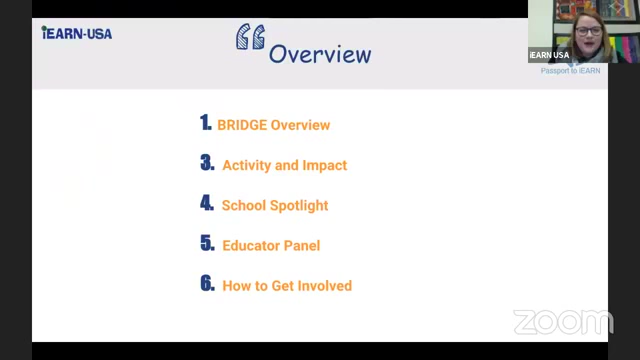 iEARN-USA
Overview
iEARN USA
Passport to iEARN
1. BRIDGE Overview
3. Activity and Impact
4. School Spotlight
5. Educator Panel
6. How to Get Involved
zoom